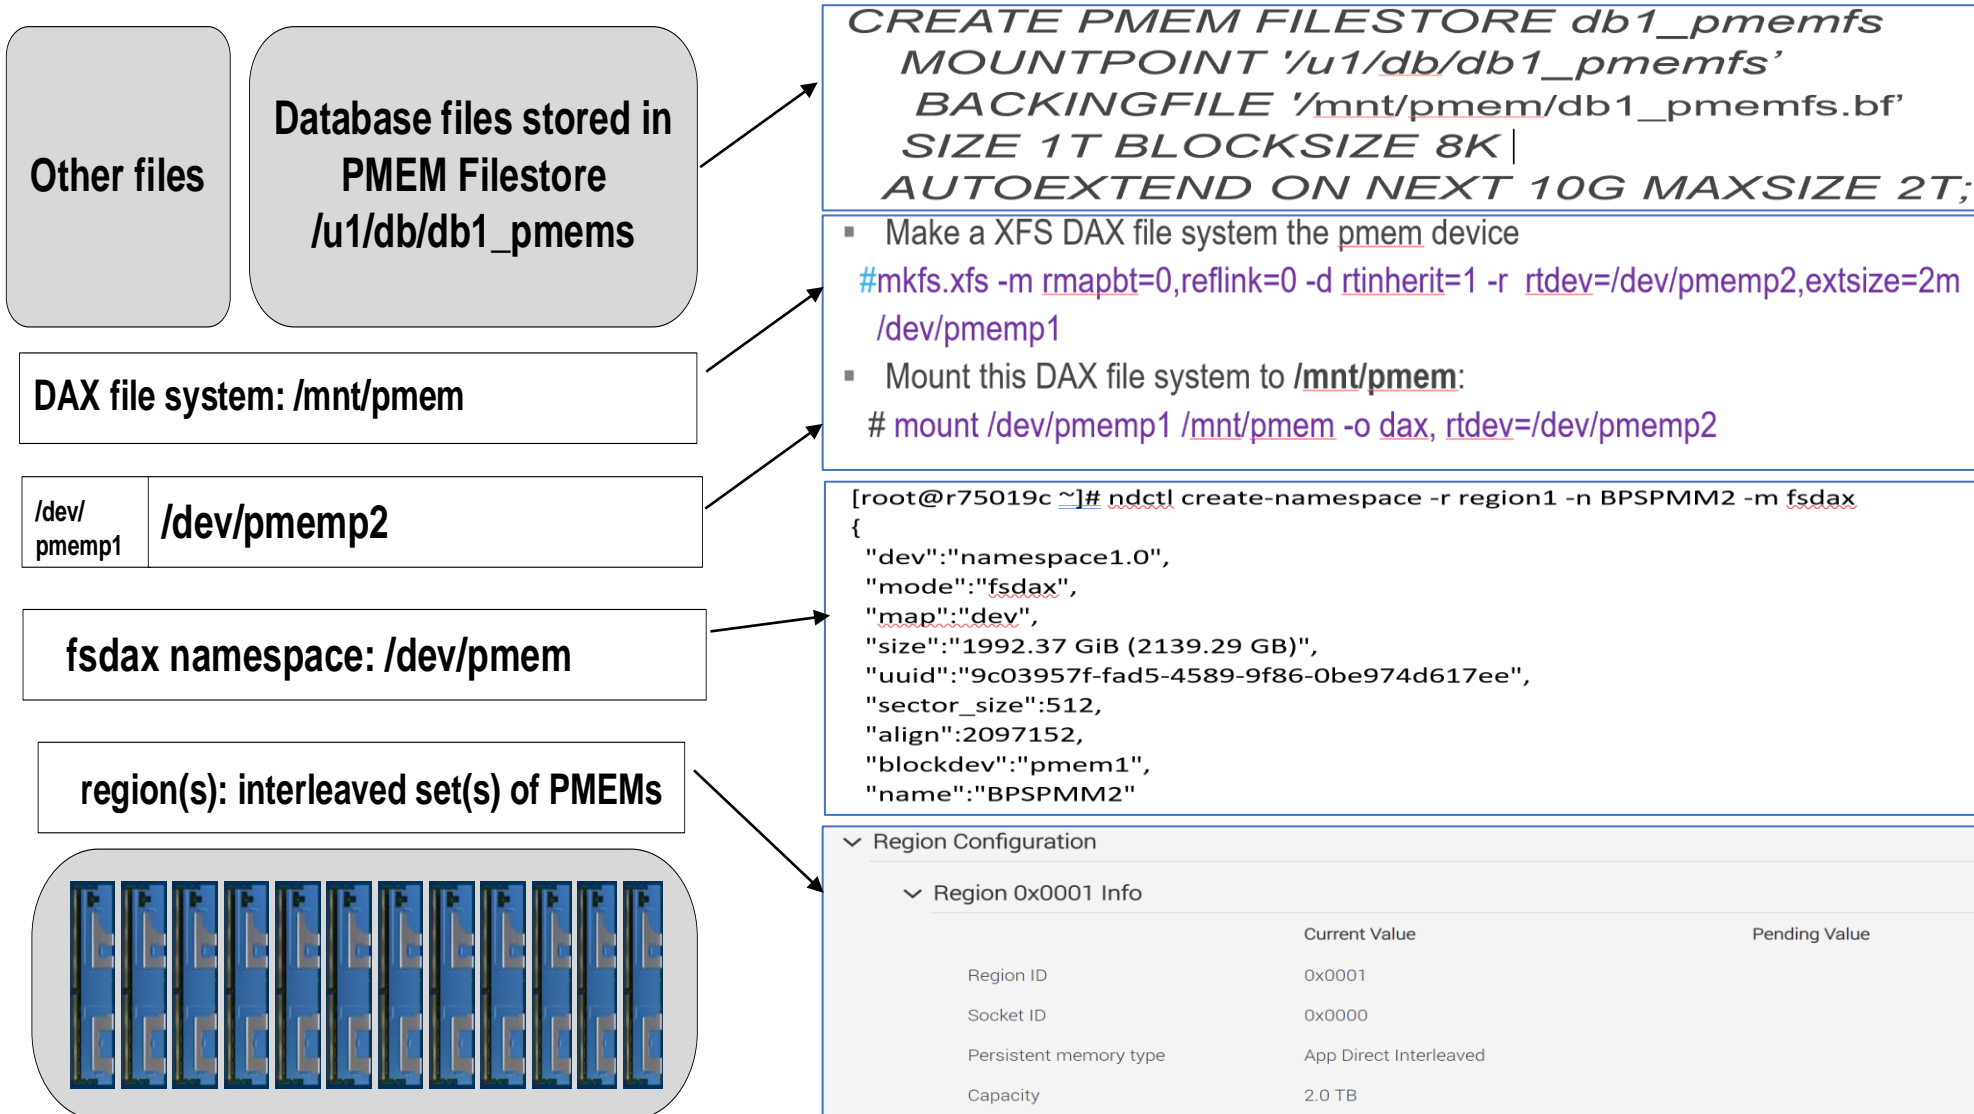 Other files
Database files stored in
PMEM Filestore
/u1/db/db1_pmems
DAX file system: /mnt/pmem
/dev/
pmemp1
/dev/pmemp2
fsdax namespace: /dev/pmem
region(s): interleaved set(s) of PMEMs
CREATE PMEM FILESTORE db1_pmemfs
MOUNTPOINT '/u1/db/db1_pmemfs’
BACKINGFILE '/mnt/pmem/db1_pmemfs.bf’
SIZE 1T BLOCKSIZE 8K
AUTOEXTEND ON NEXT 10G MAXSIZE 2T;
▪ Make a XFS DAX file system the pmem device
#mkfs.xfs -m rmapbt=0,reflink=0 -d rtinherit=1 -r rtdev=/dev/pmemp2,extsize=2m
/dev/pmemp1
▪ Mount this DAX file system to /mnt/pmem:
# mount /dev/pmemp1 /mnt/pmem -o dax, rtdev=/dev/pmemp2
[root@r75019c ~]# ndctl create-namespace -r region1 -n BPSPMM2 -m fsdax
{
"dev":"namespace1.0",
"mode":"fsdax",
"map":"dev",
"size":"1992.37 GiB (2139.29 GB)",
"uuid":"9c03957f-fad5-4589-9f86-0be974d617ee",
"sector_size":512,
"align":2097152,
"blockdev":"pmem1",
"name":"BPSPMM2"
Region Configuration
Region 0x0001 Info
Current Value Pending Value
Region ID 0x0001
Socket ID 0x0000
Persistent memory type App Direct Interleaved
Capacity 2.0 TB